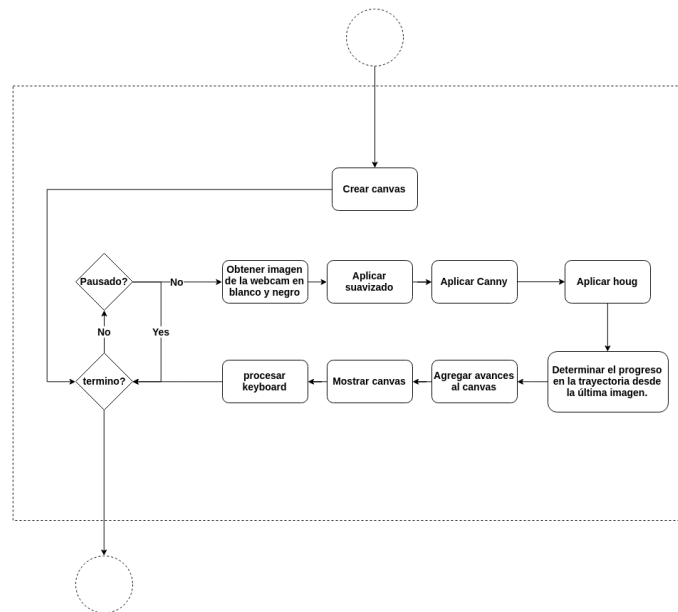 Crear canvas
Pausado?
No
Obtener imagen
de la webcam en
blanco y negro
Aplicar
suavizado
Aplicar Canny
Aplicar houg
No
Yes
termino?
procesar
keyboard
Mostrar canvas
Agregar avances
al canvas
Determinar el progreso
en la trayectoria desde
la última imagen.